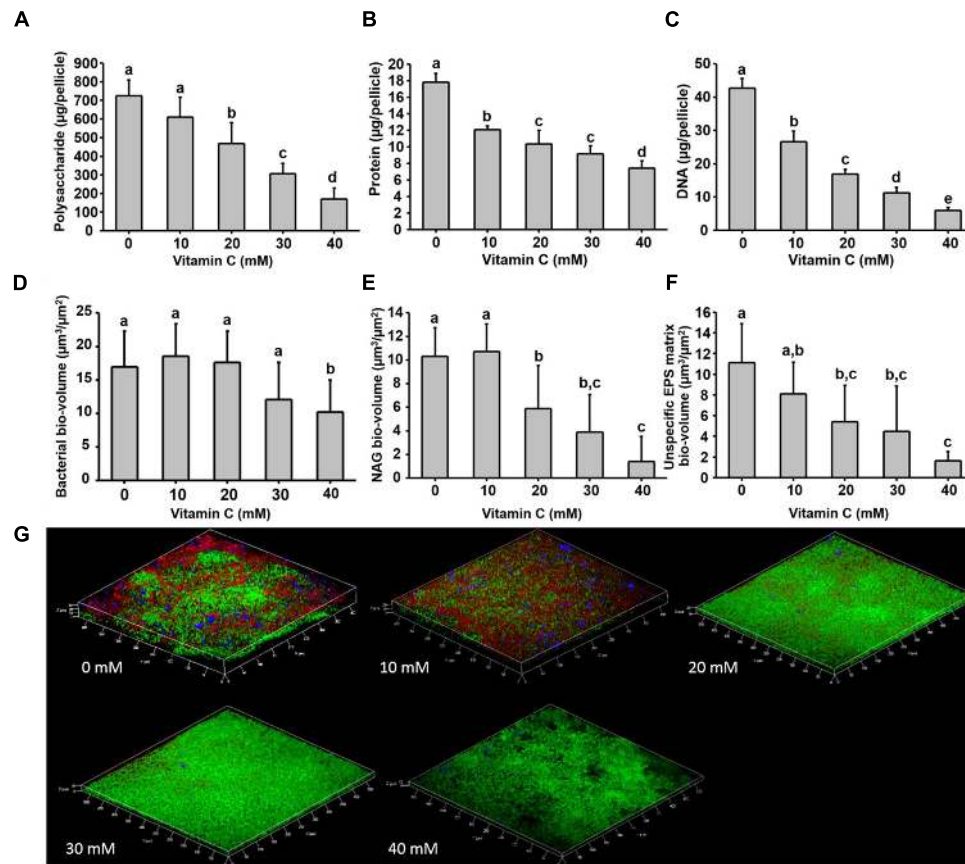 A
Polysaccharide (µg/pellicle)
900
800
700
600
500
400
300
200
100
0
a
a
b
c
d
0 10 20 30 40
Vitamin C (mM)
B
Protein (µg/pellicle)
20
18
16
14
12
10
8
6
4
2
0
a
b
c
c
d
0 10 20 30 40
Vitamin C (mM)
C
DNA (µg/pellicle)
50
40
30
20
10
0
a
b
c
d
e
0 10 20 30 40
Vitamin C (mM)
D
Bacterial bio-volume (µm³/µm²)
25
20
15
10
5
0
a
a
a
a
b
0 10 20 30 40
Vitamin C (mM)
E
NAG bio-volume (µm³/µm²)
14
12
10
8
6
4
2
0
a
a
b
b,c
c
0 10 20 30 40
Vitamin C (mM)
F
Unspecific EPS matrix
bio-volume (µm³/µm²)
16
14
12
10
8
6
4
2
0
a
a,b
b,c
b,c
c
0 10 20 30 40
Vitamin C (mM)
G
0 mM
10 mM
20 mM
30 mM
40 mM